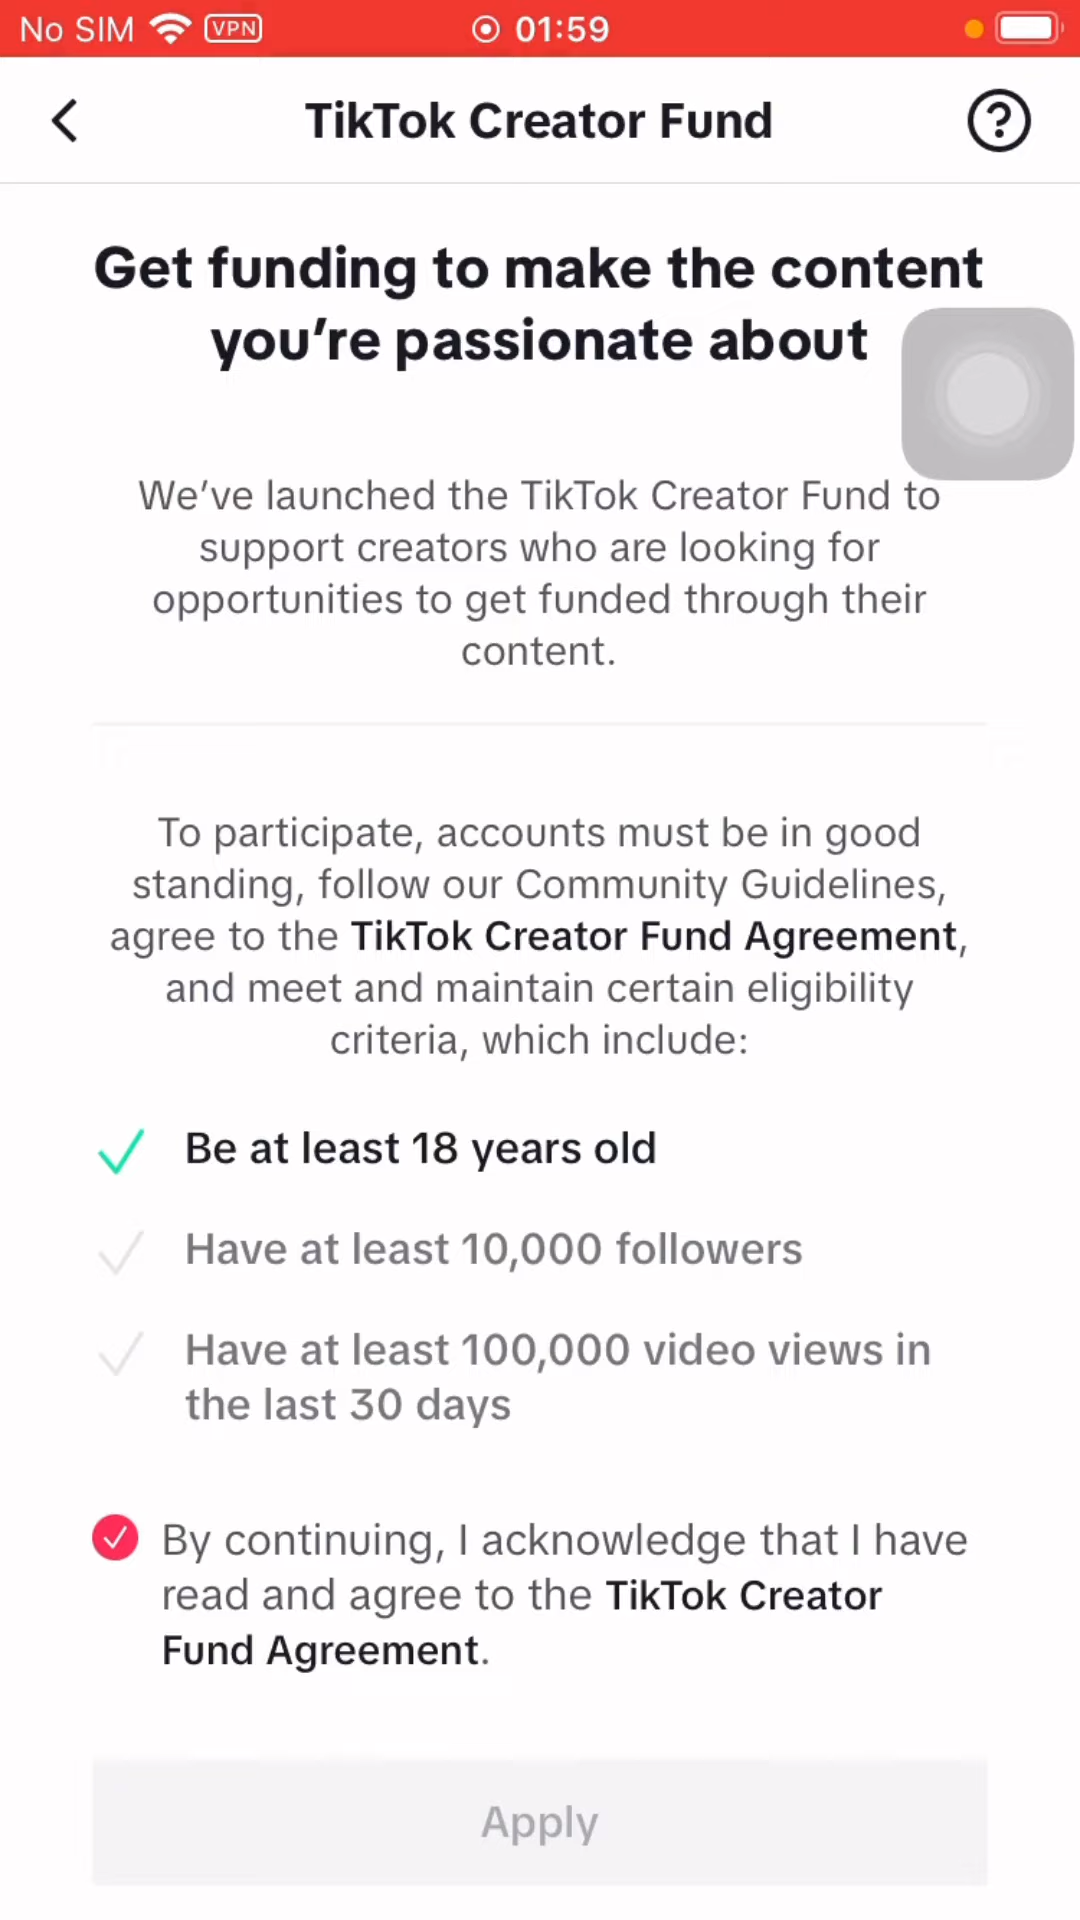 No SIM VPN 01:59
TikTok Creator Fund
?
Get funding to make the content
you’re passionate about
We’ve launched the TikTok Creator Fund to
support creators who are looking for
opportunities to get funded through their
content.
To participate, accounts must be in good
standing, follow our Community Guidelines,
agree to the TikTok Creator Fund Agreement,
and meet and maintain certain eligibility
criteria, which include:
Be at least 18 years old
Have at least 10,000 followers
Have at least 100,000 video views in
the last 30 days
By continuing, I acknowledge that I have
read and agree to the TikTok Creator
Fund Agreement.
Apply